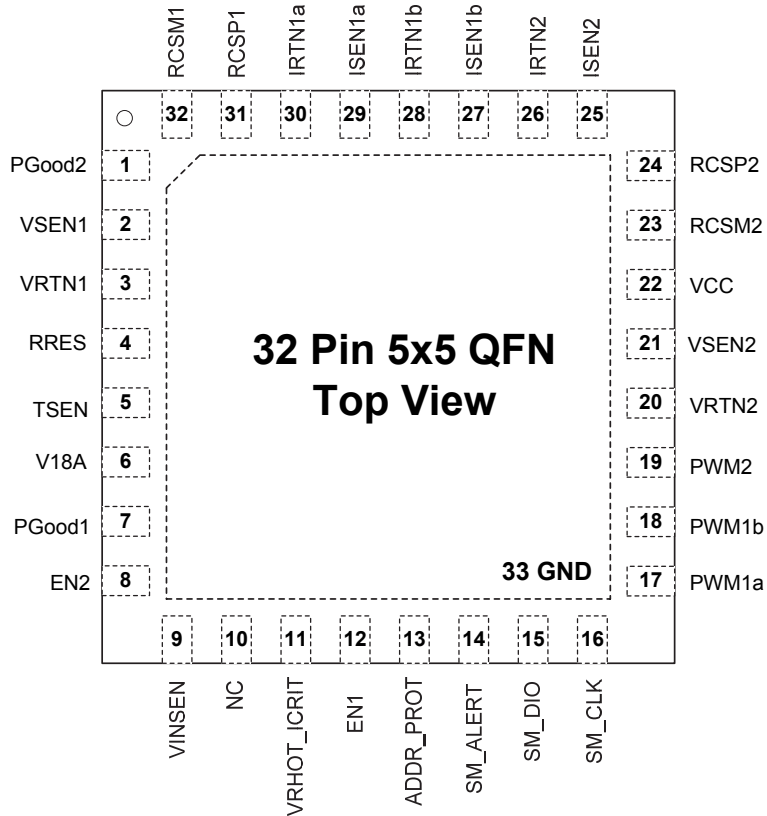 RCSM1
RCSP1
IRTN1a
ISEN1a
IRTN1b
ISEN1b
IRTN2
ISEN2
32
31
30
29
28
27
26
25
PGood2 1
VSEN1 2
VRTN1 3
RRES 4
TSEN 5
V18A 6
PGood1 7
EN2 8
32 Pin 5x5 QFN
Top View
33 GND
24 RCSP2
23 RCSM2
22 VCC
21 VSEN2
20 VRTN2
19 PWM2
18 PWM1b
17 PWM1a
9
10
11
12
13
14
15
16
VINSEN
NC
VRHOT_ICRIT
EN1
ADDR_PROT
SM_ALERT
SM_DIO
SM_CLK